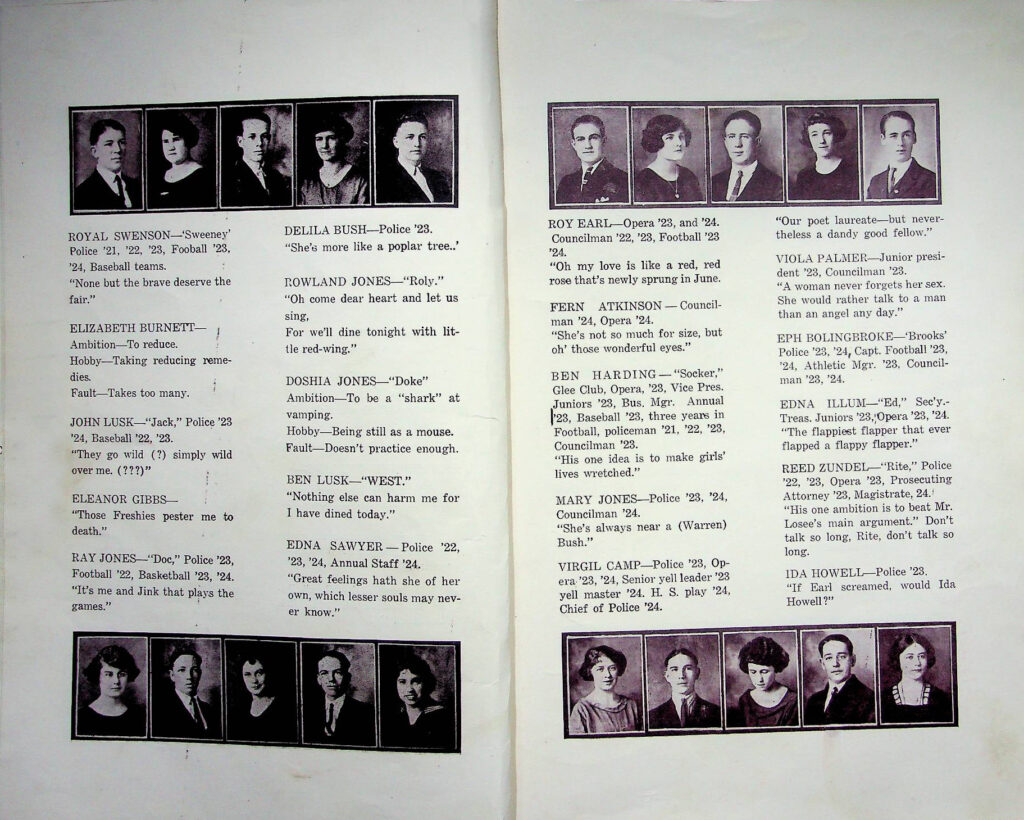 ROYAL SWENSON—'Sweeney'
Police '21, '22, '23, Fooball '23,
'24, Baseball teams.
"None but the brave deserve the
fair."
ELIZABETH BURNETT—
Ambition—To reduce.
Hobby—Taking reducing reme-
dies.
Fault—Takes too many.
JOHN LUSK—"Jack," Police '23
'24, Baseball '22, '23.
"They go wild (?) simply wild
over me. (???)"
ELEANOR GIBBS—
"Those Freshies pester me to
death."
RAY JONES—"Doc," Police '23,
Football '22, Basketball '23, '24.
"It's me and Jink that plays the
games."
DELILA BUSH—Police '23.
"She's more like a poplar tree..'
ROWLAND JONES—"Roly."
"Oh come dear heart and let us
sing,
For we'll dine tonight with lit-
tle red-wing."
DOSHIA JONES—"Doke"
Ambition—To be a "shark" at
vamping.
Hobby—Being still as a mouse.
Fault—Doesn't practice enough.
BEN LUSK—"WEST."
"Nothing else can harm me for
I have dined today."
EDNA SAWYER—Police '22,
'23, '24, Annual Staff '24.
"Great feelings hath she of her
own, which lesser souls may nev-
er know."
ROY EARL—Opera '23, and '24.
Councilman '22, '23, Football '23
'24.
"Oh my love is like a red, red
rose that's newly sprung in June.
FERN ATKINSON—Council-
man '24, Opera '24.
"She's not so much for size, but
oh' those wonderful eyes."
BEN HARDING—"Socker,"
Glee Club, Opera, '23, Vice Pres.
Juniors '23, Bus. Mgr. Annual
'23, Baseball '23, three years in
Football, policeman '21, '22, '23,
Councilman '23.
"His one idea is to make girls'
lives wretched."
MARY JONES—Police '23, '24,
Councilman '24.
"She's always near a (Warren)
Bush."
VIRGIL CAMP—Police '23, Op-
era '23, '24, Senior yell leader '23
yell master '24. H. S. play '24,
Chief of Police '24.
"Our poet laureate—but never-
theless a dandy good fellow."
VIOLA PALMER—Junior presi-
dent '23, Councilman '23.
"A woman never forgets her sex.
She would rather talk to a man
than an angel any day."
EPH BOLINGBROKE—'Brooks'
Police '23, '24, Capt. Football '23,
'24, Athletic Mgr. '23, Council-
man '23, '24.
EDNA ILLUM—"Ed," Sec'y.-
Treas. Juniors '23, Opera '23, '24.
"The flappiest flapper that ever
flapped a flappy flapper."
REED ZUNDEL—"Rite," Police
'22, '23, Opera '23, Prosecuting
Attorney '23, Magistrate, 24.
"His one ambition is to beat Mr.
Losee's main argument." Don't
talk so long, Rite, don't talk so
long.
IDA HOWELL—Police '23.
"If Earl screamed, would Ida
Howell?"